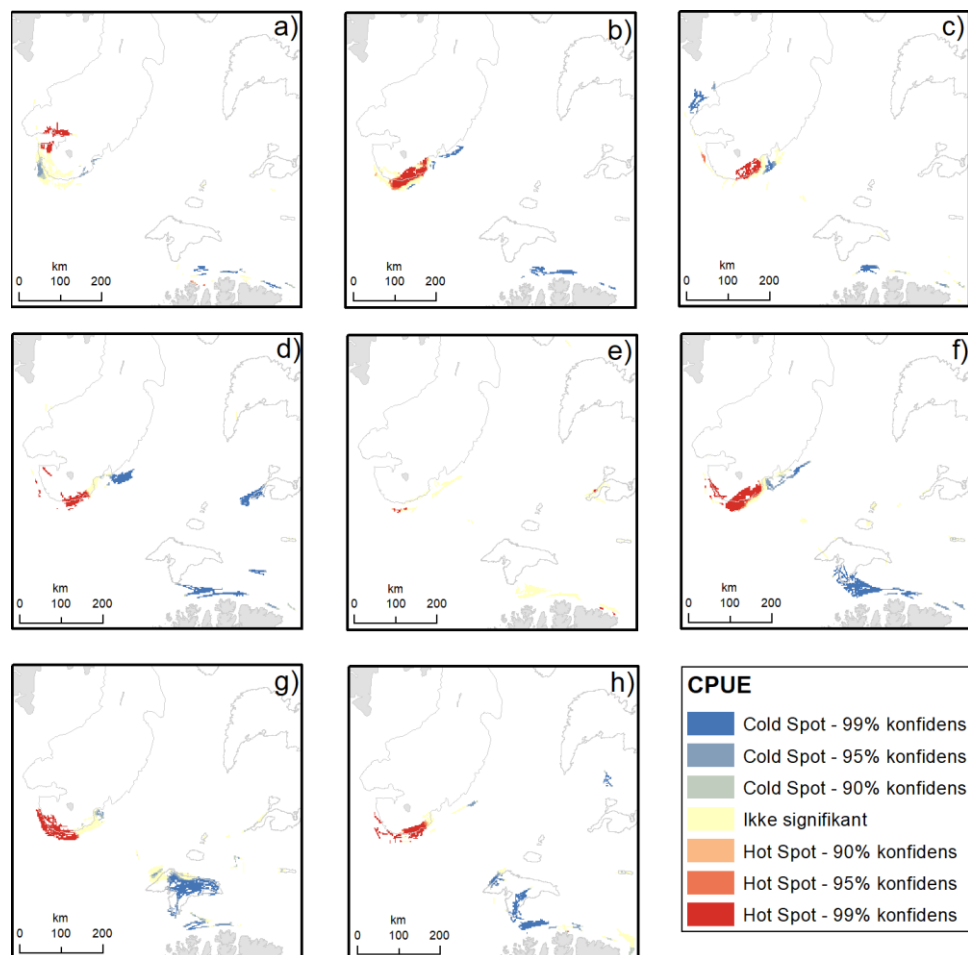 a)
km
0 100 200
b)
km
0 100 200
c)
km
0 100 200
d)
km
0 100 200
e)
km
0 100 200
f)
km
0 100 200
g)
km
0 100 200
h)
km
0 100 200
CPUE
Cold Spot - 99% konfidens
Cold Spot - 95% konfidens
Cold Spot - 90% konfidens
Ikke signifikant
Hot Spot - 90% konfidens
Hot Spot - 95% konfidens
Hot Spot - 99% konfidens